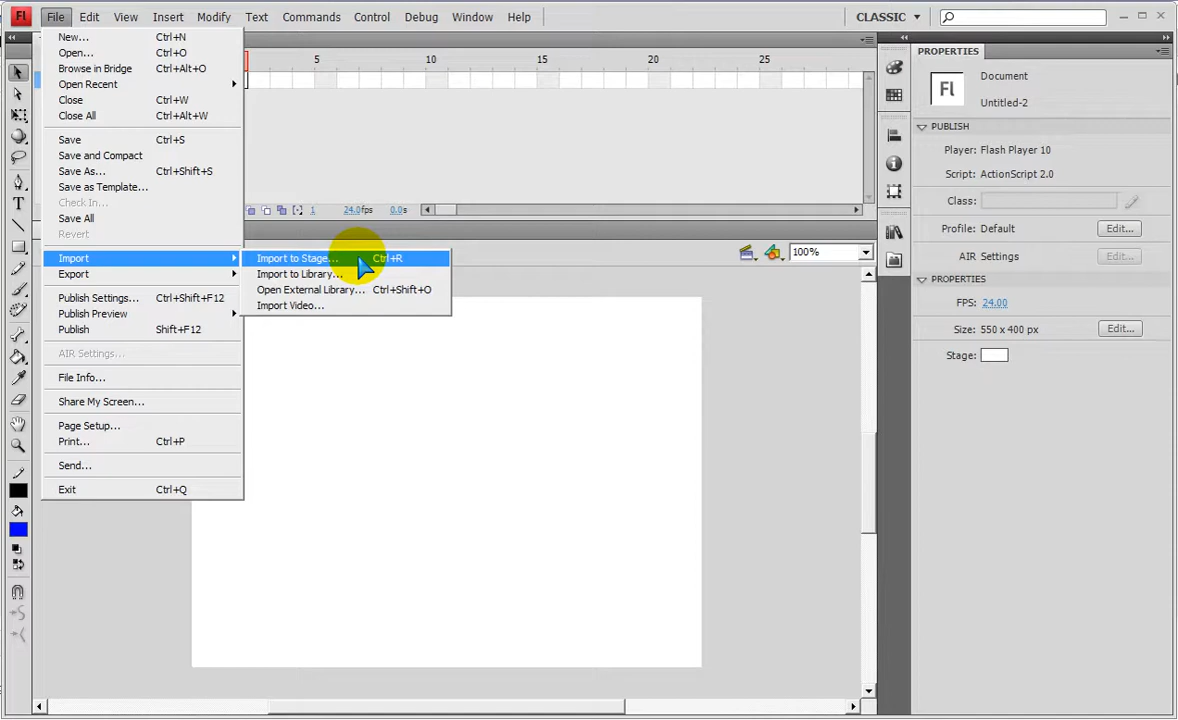 Fl File Edit View Insert Modify Text Commands Control Debug Window Help CLASSIC
New... Ctrl+N
Open... Ctrl+O
Browse in Bridge Ctrl+Alt+O
Open Recent
Close Ctrl+W
Close All Ctrl+Alt+W
Save Ctrl+S
Save and Compact
Save As... Ctrl+Shift+S
Save as Template...
Check In...
Save All
Revert
Import
Export
Publish Settings... Ctrl+Shift+F12
Publish Preview
Publish Shift+F12
AIR Settings...
File Info...
Share My Screen...
Page Setup...
Print... Ctrl+P
Send...
Exit Ctrl+Q
Import to Stage... Ctrl+R
Import to Library...
Open External Library... Ctrl+Shift+O
Import Video...
5 10 15 20 25
1 24.0fps 0.0s
100%
T
PROPERTIES
Fl
Document
Untitled-2
PUBLISH
Player: Flash Player 10
Script: ActionScript 2.0
Class:
Profile: Default Edit...
AIR Settings Edit...
PROPERTIES
FPS: 24.00
Size: 550 x 400 px Edit...
Stage: